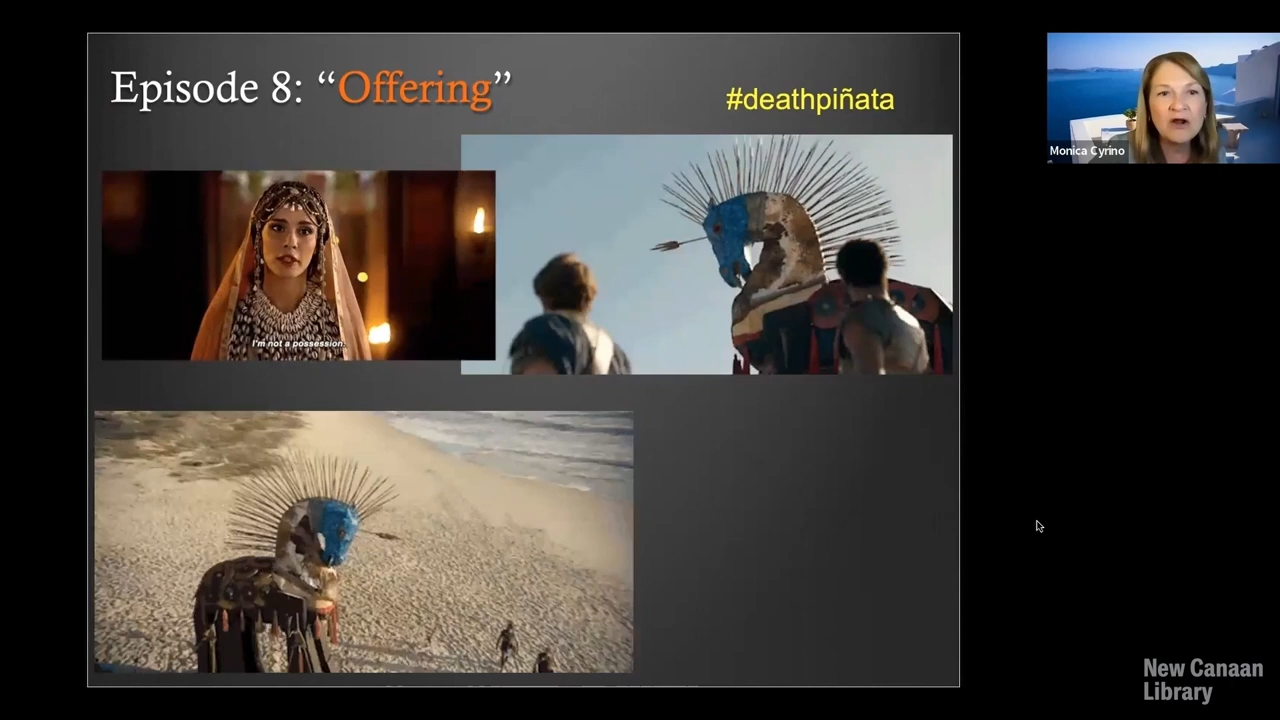 Episode 8: “Offering”
#deathpiñata
I'm not a possession.
Monica Cyrino
New Canaan
Library